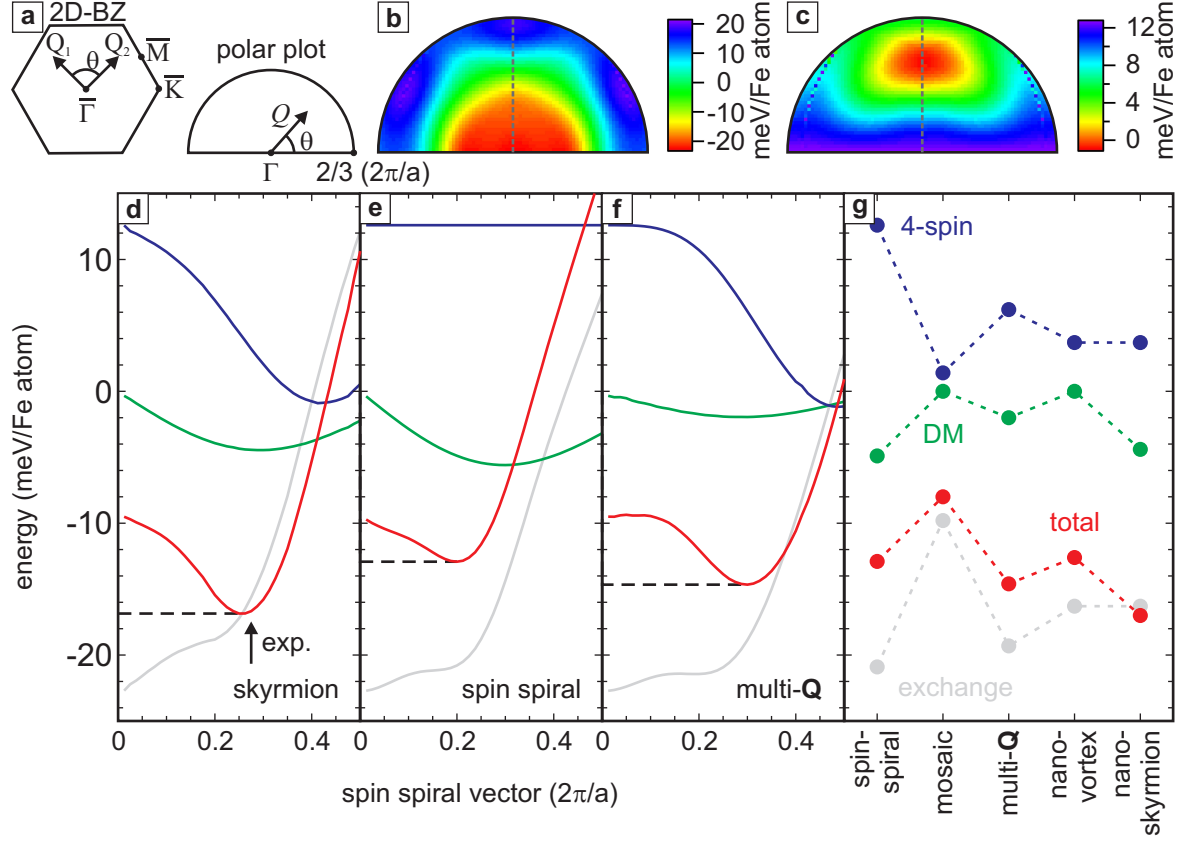 a
2D-BZ
Q1
θ
Q2
M̅
K̅
Γ̅
polar plot
Q
θ
Γ
2/3 (2π/a)
b
20
10
0
-10
-20
meV/Fe atom
c
12
8
4
0
meV/Fe atom
d
e
f
g
energy (meV/Fe atom)
10
0
-10
-20
exp.
skyrmion
spin spiral
multi-Q
4-spin
DM
total
exchange
0
0.2
0.4
0
0.2
0.4
0
0.2
0.4
spin spiral vector (2π/a)
spin-
spiral
mosaic
multi-Q
nano-
vortex
nano-
skyrmion